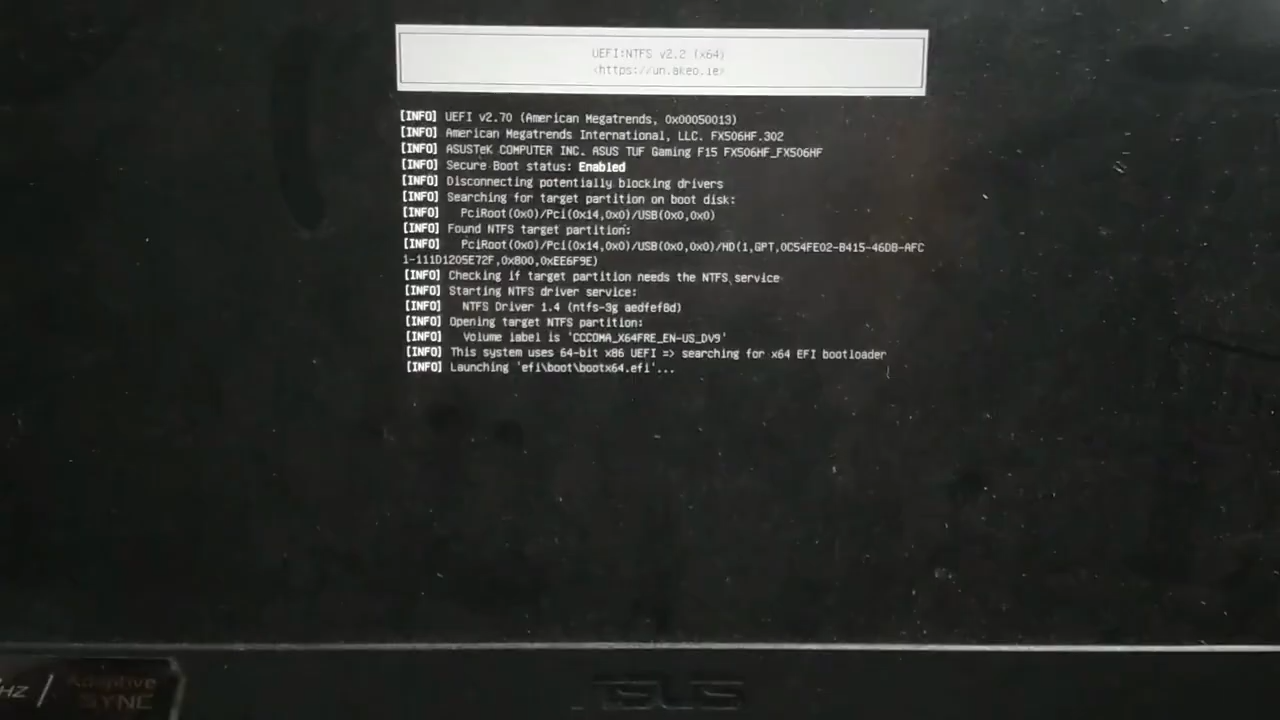 UEFI:NTFS v2.2 (x64)
<https://un.akeo.ie>
[INFO] UEFI v2.70 (American Megatrends, 0x00050013)
[INFO] American Megatrends International, LLC. FX506HF.302
[INFO] ASUSTeK COMPUTER INC. ASUS TUF Gaming F15 FX506HF_FX506HF
[INFO] Secure Boot status: Enabled
[INFO] Disconnecting potentially blocking drivers
[INFO] Searching for target partition on boot disk:
[INFO]   PciRoot(0x0)/Pci(0x14,0x0)/USB(0x0,0x0)
[INFO] Found NTFS target partition:
[INFO]   PciRoot(0x0)/Pci(0x14,0x0)/USB(0x0,0x0)/HD(1,GPT,0C54FE02-B415-46DB-AFC
1-111D1205E72F,0x800,0xEE6F9E)
[INFO] Checking if target partition needs the NTFS service
[INFO] Starting NTFS driver service:
[INFO]   NTFS Driver 1.4 (ntfs-3g aedfef8d)
[INFO] Opening target NTFS partition:
[INFO]   Volume label is 'CCCOMA_X64FRE_EN-US_DV9'
[INFO] This system uses 64-bit x86 UEFI => searching for x64 EFI bootloader
[INFO] Launching 'efi\boot\bootx64.efi'...
HZ / Adaptive
SYNC
ASUS